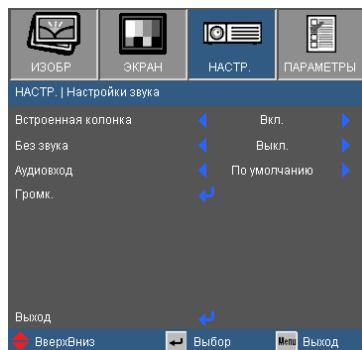 ИЗОБР ЭКРАН НАСТР. ПАРАМЕТРЫ
НАСТР. | Настройки звука
Встроенная колонка Вкл.
Без звука Выкл.
Аудиовход По умолчанию
Громк.
Выход
ВверхВниз Выбор Menu Выход